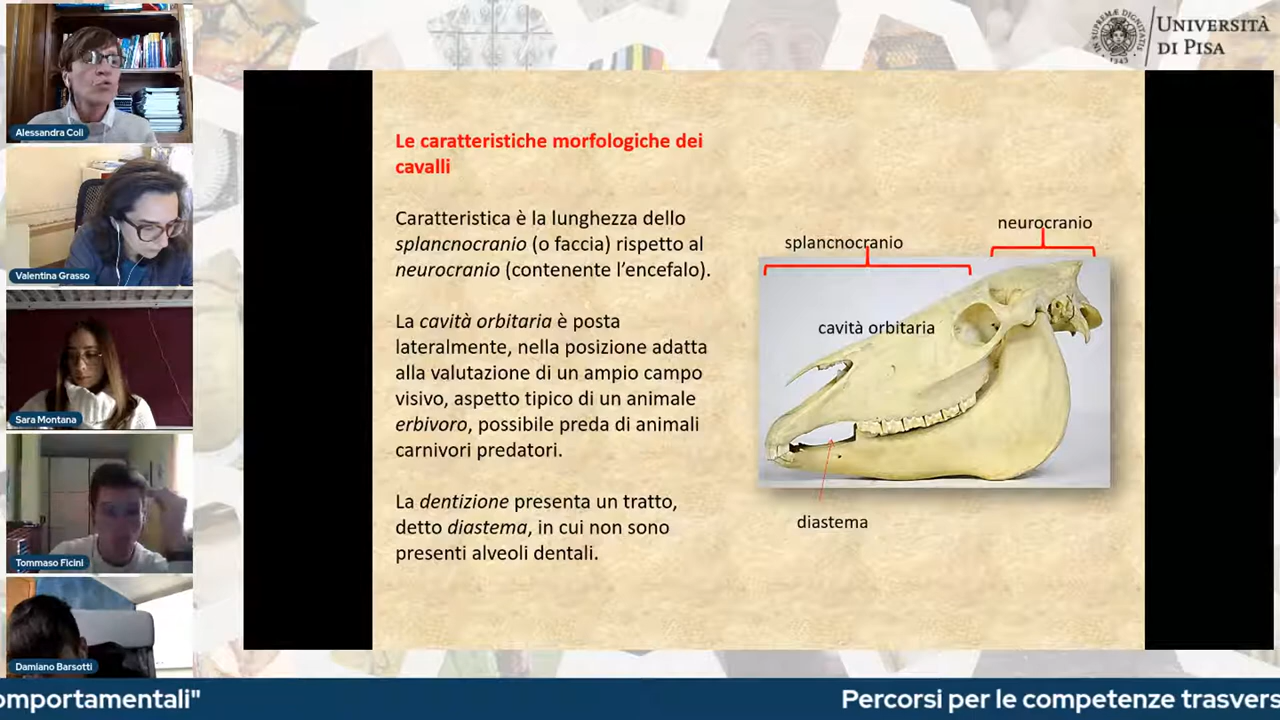 UNIVERSITÀ
DI PISA
Alessandra Coli
Valentina Grasso
Sara Montana
Tommaso Ficini
Damiano Barsotti
Le caratteristiche morfologiche dei
cavalli
Caratteristica è la lunghezza dello
splancnocranio (o faccia) rispetto al
neurocranio (contenente l'encefalo).
La cavità orbitaria è posta
lateralmente, nella posizione adatta
alla valutazione di un ampio campo
visivo, aspetto tipico di un animale
erbivoro, possibile preda di animali
carnivori predatori.
La dentizione presenta un tratto,
detto diastema, in cui non sono
presenti alveoli dentali.
neurocranio
splancnocranio
cavità orbitaria
diastema
omportamentali"
Percorsi per le competenze trasvers